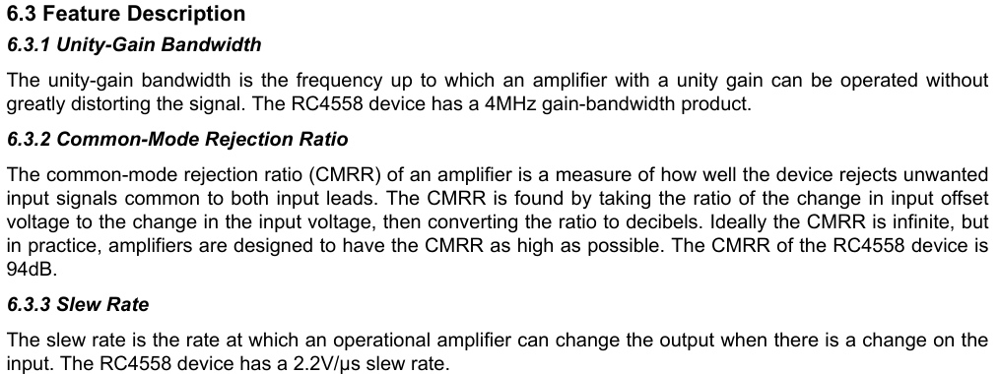 6.3 Feature Description
6.3.1 Unity-Gain Bandwidth
The unity-gain bandwidth is the frequency up to which an amplifier with a unity gain can be operated without
greatly distorting the signal. The RC4558 device has a 4MHz gain-bandwidth product.
6.3.2 Common-Mode Rejection Ratio
The common-mode rejection ratio (CMRR) of an amplifier is a measure of how well the device rejects unwanted
input signals common to both input leads. The CMRR is found by taking the ratio of the change in input offset
voltage to the change in the input voltage, then converting the ratio to decibels. Ideally the CMRR is infinite, but
in practice, amplifiers are designed to have the CMRR as high as possible. The CMRR of the RC4558 device is
94dB.
6.3.3 Slew Rate
The slew rate is the rate at which an operational amplifier can change the output when there is a change on the
input. The RC4558 device has a 2.2V/μs slew rate.